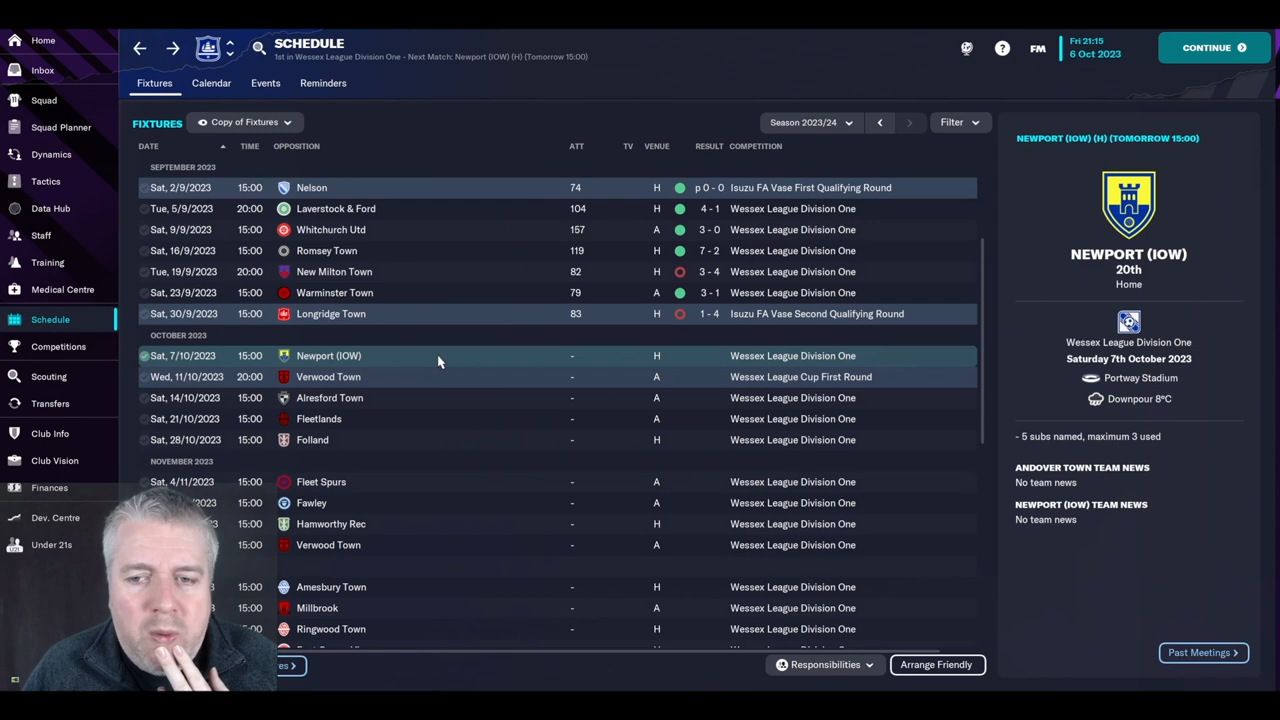 Home
Inbox
Squad
Squad Planner
Dynamics
Tactics
Data Hub
Staff
Training
Medical Centre
Schedule
Competitions
Scouting
Transfers
Club Info
Club Vision
Finances
Dev. Centre
U21 Under 21s
SCHEDULE
1st in Wessex League Division One - Next Match: Newport (IOW) (H) (Tomorrow 15:00)
? FM Fri 21:15
6 Oct 2023
CONTINUE
Fixtures Calendar Events Reminders
FIXTURES Copy of Fixtures Season 2023/24 Filter
DATE TIME OPPOSITION ATT TV VENUE RESULT COMPETITION
SEPTEMBER 2023
Sat, 2/9/2023 15:00 Nelson 74 H p 0 - 0 Isuzu FA Vase First Qualifying Round
Tue, 5/9/2023 20:00 Laverstock & Ford 104 H 4 - 1 Wessex League Division One
Sat, 9/9/2023 15:00 Whitchurch Utd 157 A 3 - 0 Wessex League Division One
Sat, 16/9/2023 15:00 Romsey Town 119 H 7 - 2 Wessex League Division One
Tue, 19/9/2023 20:00 New Milton Town 82 H 3 - 4 Wessex League Division One
Sat, 23/9/2023 15:00 Warminster Town 79 A 3 - 1 Wessex League Division One
Sat, 30/9/2023 15:00 Longridge Town 83 H 1 - 4 Isuzu FA Vase Second Qualifying Round
OCTOBER 2023
Sat, 7/10/2023 15:00 Newport (IOW) - H Wessex League Division One
Wed, 11/10/2023 20:00 Verwood Town - A Wessex League Cup First Round
Sat, 14/10/2023 15:00 Alresford Town - A Wessex League Division One
Sat, 21/10/2023 15:00 Fleetlands - A Wessex League Division One
Sat, 28/10/2023 15:00 Folland - H Wessex League Division One
NOVEMBER 2023
Sat, 4/11/2023 15:00 Fleet Spurs - A Wessex League Division One
15:00 Fawley - A Wessex League Division One
15:00 Hamworthy Rec - H Wessex League Division One
15:00 Verwood Town - A Wessex League Division One
15:00 Amesbury Town - H Wessex League Division One
15:00 Millbrook - A Wessex League Division One
15:00 Ringwood Town - H Wessex League Division One
Responsibilities Arrange Friendly
NEWPORT (IOW) (H) (TOMORROW 15:00)
NEWPORT (IOW)
20th
Home
Wessex League Division One
Saturday 7th October 2023
Portway Stadium
Downpour 8°C
- 5 subs named, maximum 3 used
ANDOVER TOWN TEAM NEWS
No team news
NEWPORT (IOW) TEAM NEWS
No team news
Past Meetings